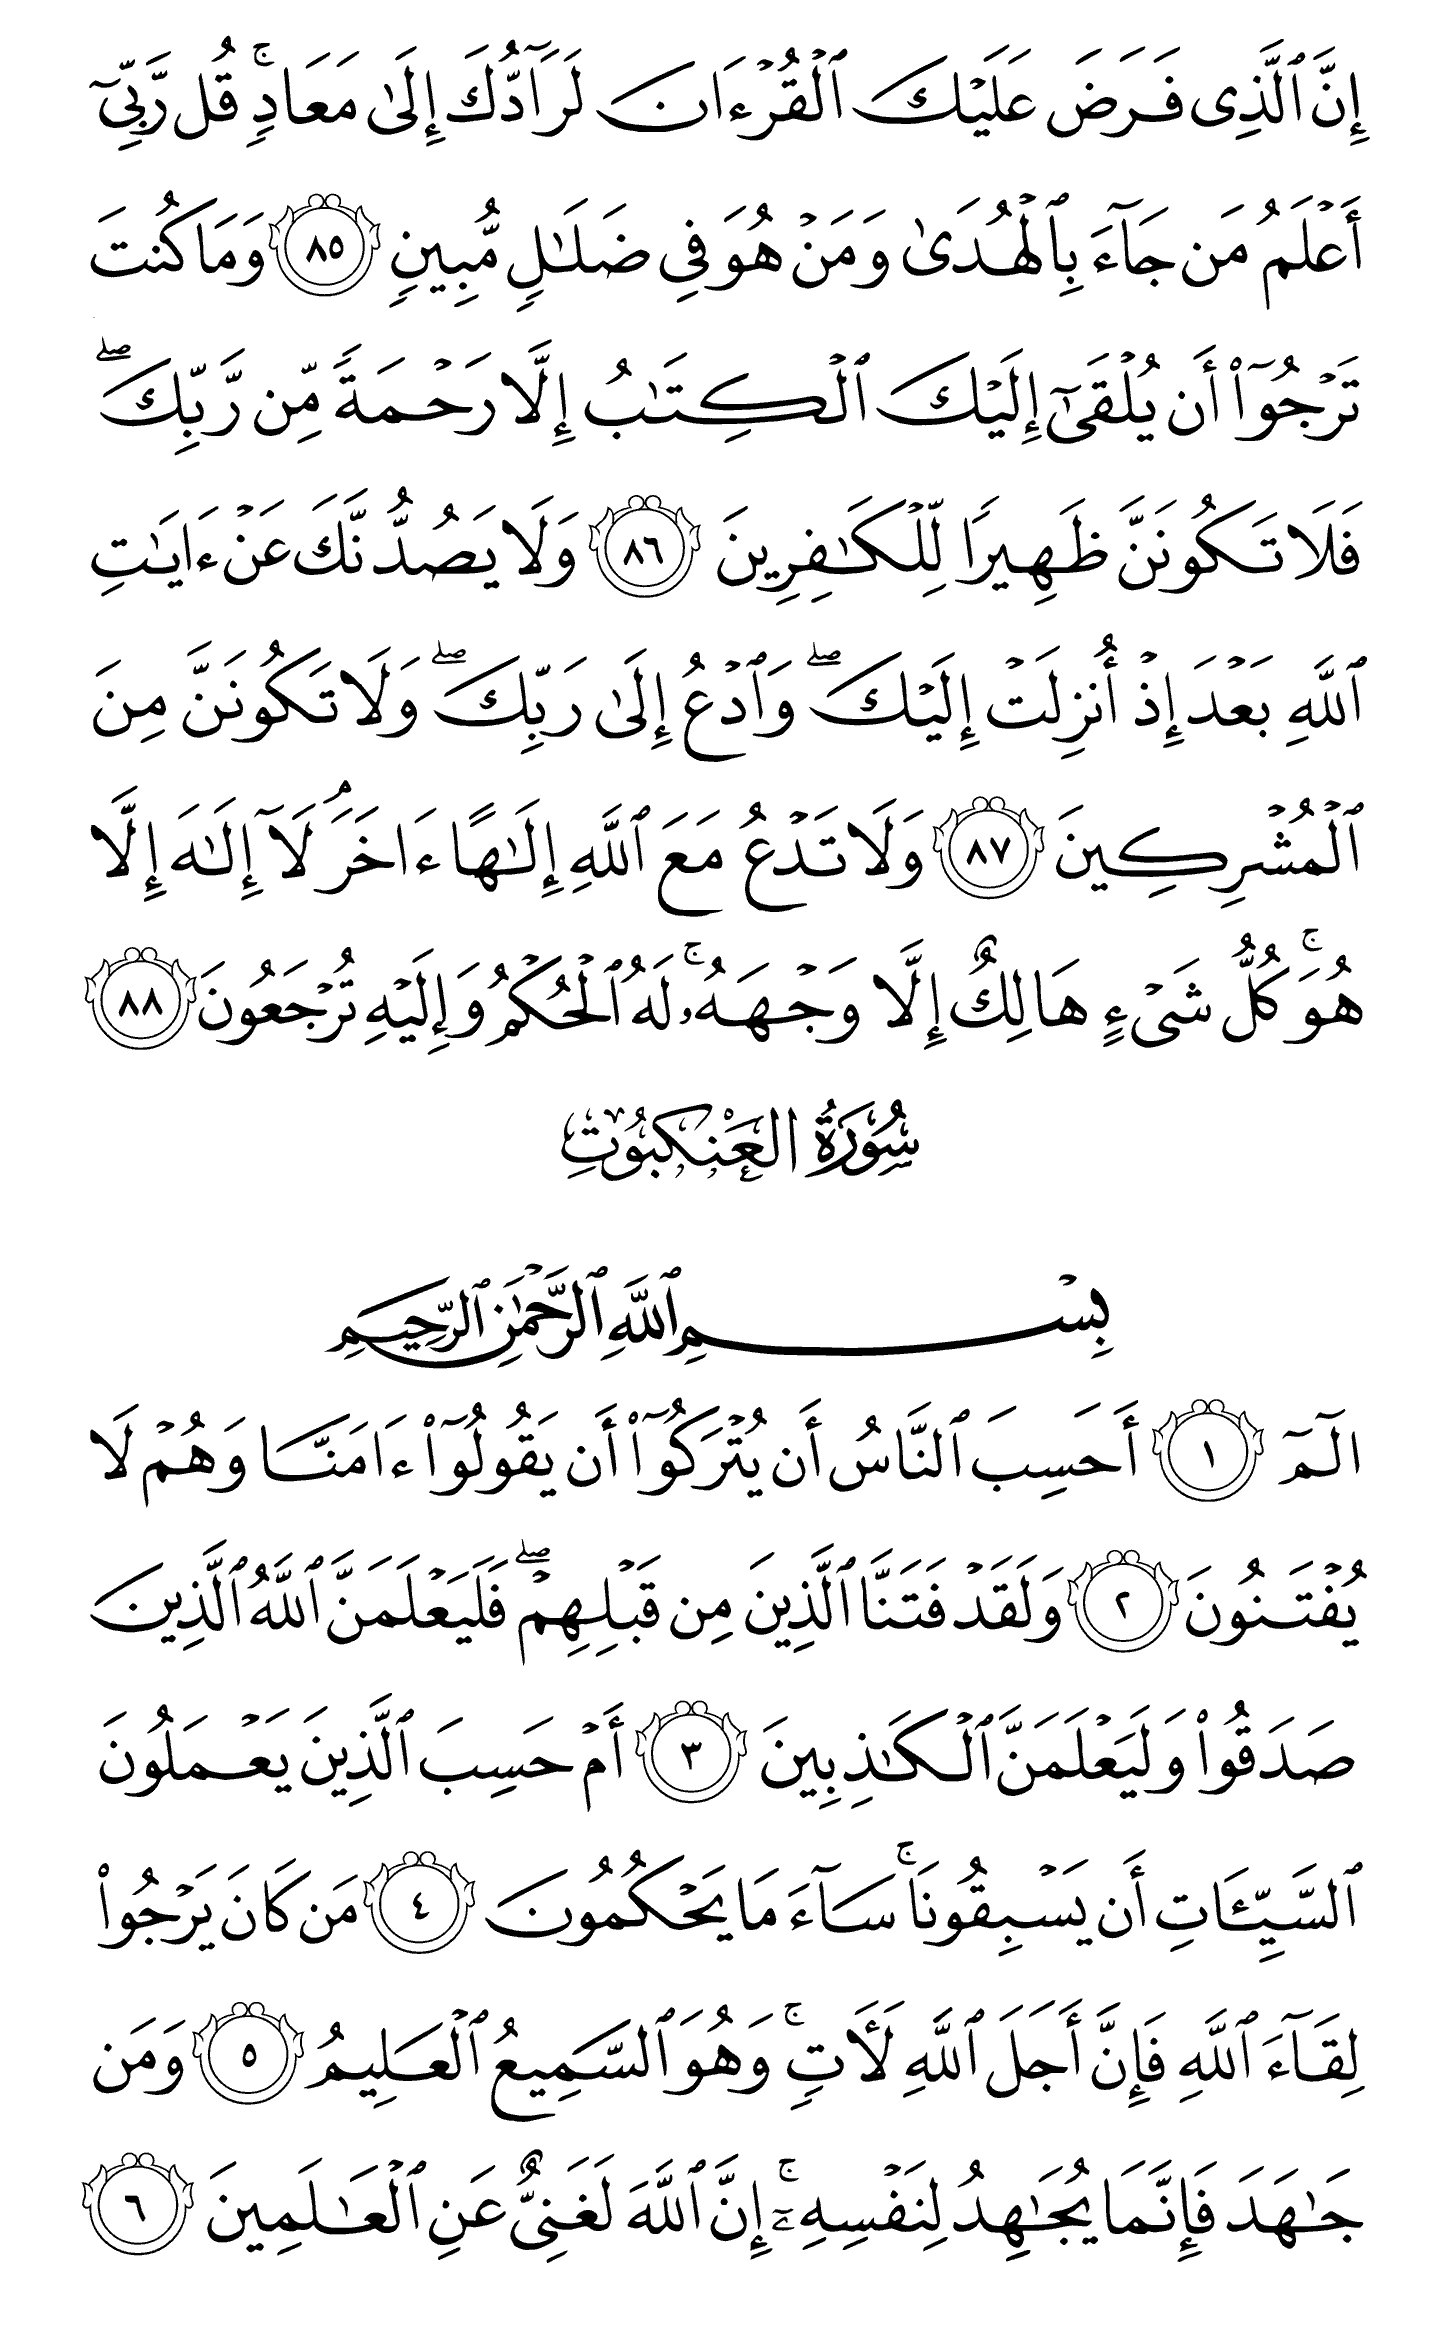 إِنَّ ٱلَّذِى فَرَضَ عَلَيْكَ ٱلْقُرْءَانَ لَرَآدُّكَ إِلَىٰ مَعَادٍۚ قُل رَّبِّىٓ
أَعْلَمُ مَن جَآءَ بِٱلْهُدَىٰ وَمَنْ هُوَ فِى ضَلَـٰلٍ مُّبِينٍ ٨٥ وَمَا كُنتَ
تَرْجُوٓا۟ أَن يُلْقَىٰٓ إِلَيْكَ ٱلْكِتَـٰبُ إِلَّا رَحْمَةً مِّن رَّبِّكَۖ
فَلَا تَكُونَنَّ ظَهِيرًا لِّلْكَـٰفِرِينَ ٨٦ وَلَا يَصُدُّنَّكَ عَنْ ءَايَـٰتِ
ٱللَّهِ بَعْدَ إِذْ أُنزِلَتْ إِلَيْكَۖ وَٱدْعُ إِلَىٰ رَبِّكَۖ وَلَا تَكُونَنَّ مِنَ
ٱلْمُشْرِكِينَ ٨٧ وَلَا تَدْعُ مَعَ ٱللَّهِ إِلَـٰهًا ءَاخَرَۘ لَآ إِلَـٰهَ إِلَّا
هُوَۚ كُلُّ شَىْءٍ هَالِكٌ إِلَّا وَجْهَهُۥۚ لَهُ ٱلْحُكْمُ وَإِلَيْهِ تُرْجَعُونَ ٨٨
سُورَةُ الْعَنْكَبُوتِ
بِسْمِ ٱللَّهِ ٱلرَّحْمَـٰنِ ٱلرَّحِيمِ
الٓمٓ ١ أَحَسِبَ ٱلنَّاسُ أَن يُتْرَكُوٓا۟ أَن يَقُولُوٓا۟ ءَامَنَّا وَهُمْ لَا
يُفْتَنُونَ ٢ وَلَقَدْ فَتَنَّا ٱلَّذِينَ مِن قَبْلِهِمْۖ فَلَيَعْلَمَنَّ ٱللَّهُ ٱلَّذِينَ
صَدَقُوا۟ وَلَيَعْلَمَنَّ ٱلْكَـٰذِبِينَ ٣ أَمْ حَسِبَ ٱلَّذِينَ يَعْمَلُونَ
ٱلسَّيِّـَٔاتِ أَن يَسْبِقُونَاۚ سَآءَ مَا يَحْكُمُونَ ٤ مَن كَانَ يَرْجُوا۟
لِقَآءَ ٱللَّهِ فَإِنَّ أَجَلَ ٱللَّهِ لَـَٔاتٍۚ وَهُوَ ٱلسَّمِيعُ ٱلْعَلِيمُ ٥ وَمَن
جَـٰهَدَ فَإِنَّمَا يُجَـٰهِدُ لِنَفْسِهِۦٓۚ إِنَّ ٱللَّهَ لَغَنِىٌّ عَنِ ٱلْعَـٰلَمِينَ ٦